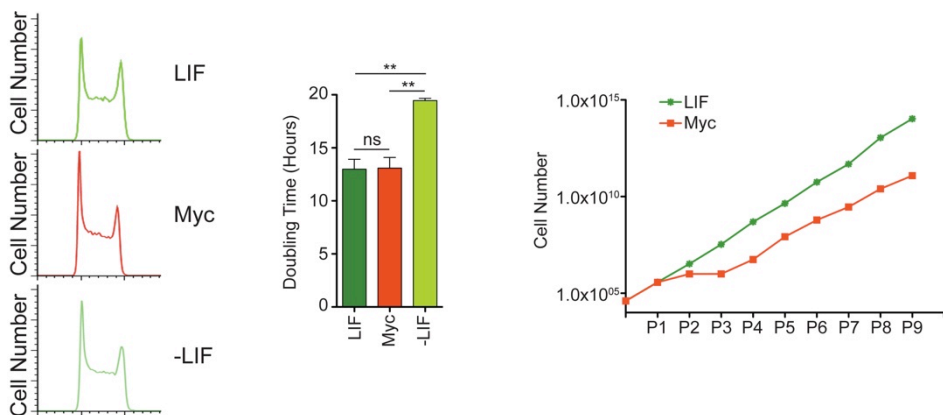 Cell Number
LIF
Cell Number
Myc
Cell Number
-LIF
**
**
ns
Doubling Time (Hours)
20
15
10
5
0
LIF
Myc
-LIF
LIF
Myc
Cell Number
1.0x10^15
1.0x10^10
1.0x10^05
P1 P2 P3 P4 P5 P6 P7 P8 P9